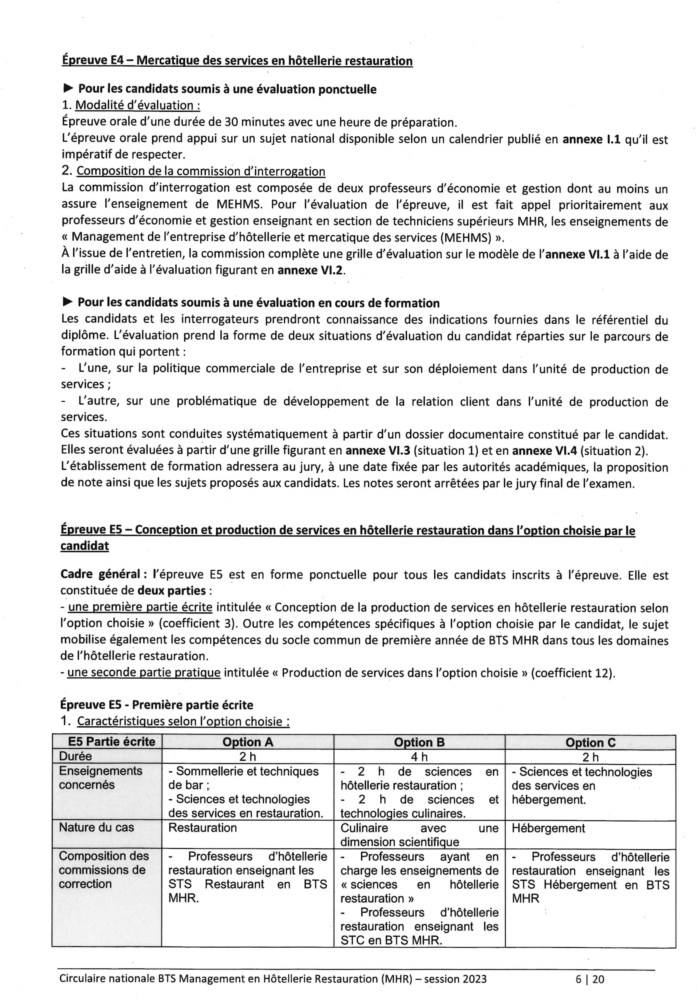 Épreuve E4 – Mercatique des services en hôtellerie restauration
► Pour les candidats soumis à une évaluation ponctuelle
1. Modalité d'évaluation :
Épreuve orale d'une durée de 30 minutes avec une heure de préparation.
L'épreuve orale prend appui sur un sujet national disponible selon un calendrier publié en annexe I.1 qu'il est
impératif de respecter.
2. Composition de la commission d'interrogation
La commission d'interrogation est composée de deux professeurs d'économie et gestion dont au moins un
assure l'enseignement de MEHMS. Pour l'évaluation de l'épreuve, il est fait appel prioritairement aux
professeurs d'économie et gestion enseignant en section de techniciens supérieurs MHR, les enseignements de
« Management de l'entreprise d'hôtellerie et mercatique des services (MEHMS) ».
À l'issue de l'entretien, la commission complète une grille d'évaluation sur le modèle de l'annexe VI.1 à l'aide de
la grille d'aide à l'évaluation figurant en annexe VI.2.
► Pour les candidats soumis à une évaluation en cours de formation
Les candidats et les interrogateurs prendront connaissance des indications fournies dans le référentiel du
diplôme. L'évaluation prend la forme de deux situations d'évaluation du candidat réparties sur le parcours de
formation qui portent :
- L'une, sur la politique commerciale de l'entreprise et sur son déploiement dans l'unité de production de
services ;
- L'autre, sur une problématique de développement de la relation client dans l'unité de production de
services.
Ces situations sont conduites systématiquement à partir d'un dossier documentaire constitué par le candidat.
Elles seront évaluées à partir d'une grille figurant en annexe VI.3 (situation 1) et en annexe VI.4 (situation 2).
L'établissement de formation adressera au jury, à une date fixée par les autorités académiques, la proposition
de note ainsi que les sujets proposés aux candidats. Les notes seront arrêtées par le jury final de l'examen.
Épreuve E5 – Conception et production de services en hôtellerie restauration dans l'option choisie par le
candidat
Cadre général : l'épreuve E5 est en forme ponctuelle pour tous les candidats inscrits à l'épreuve. Elle est
constituée de deux parties :
- une première partie écrite intitulée « Conception de la production de services en hôtellerie restauration selon
l'option choisie » (coefficient 3). Outre les compétences spécifiques à l'option choisie par le candidat, le sujet
mobilise également les compétences du socle commun de première année de BTS MHR dans tous les domaines
de l'hôtellerie restauration.
- une seconde partie pratique intitulée « Production de services dans l'option choisie » (coefficient 12).
Épreuve E5 - Première partie écrite
1. Caractéristiques selon l'option choisie :
E5 Partie écrite
Option A
Option B
Option C
Durée
2 h
4 h
2 h
Enseignements
concernés
- Sommellerie et techniques
de bar ;
- Sciences et technologies
des services en restauration.
- 2 h de sciences en
hôtellerie restauration ;
- 2 h de sciences et
technologies culinaires.
- Sciences et technologies
des services en
hébergement.
Nature du cas
Restauration
Culinaire avec une
dimension scientifique
Hébergement
Composition des
commissions de
correction
- Professeurs d'hôtellerie
restauration enseignant les
STS Restaurant en BTS
MHR.
- Professeurs ayant en
charge les enseignements de
« sciences en hôtellerie
restauration »
- Professeurs d'hôtellerie
restauration enseignant les
STC en BTS MHR.
- Professeurs d'hôtellerie
restauration enseignant les
STS Hébergement en BTS
MHR
Circulaire nationale BTS Management en Hôtellerie Restauration (MHR) – session 2023
6 | 20